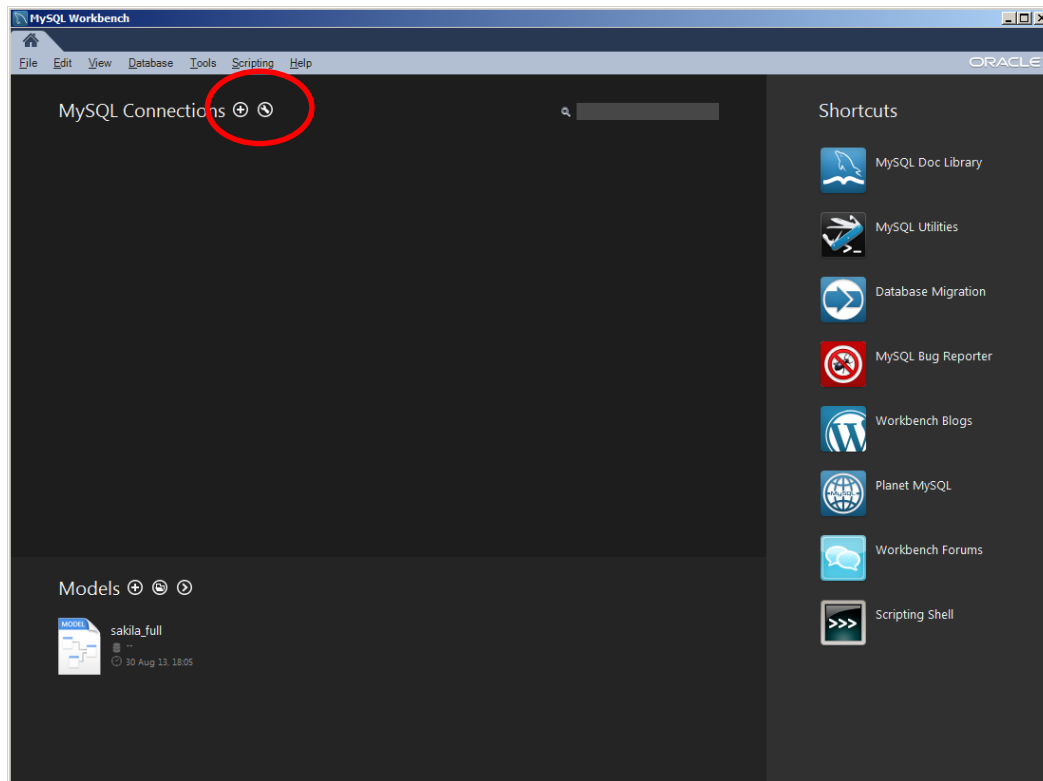 MySQL Workbench
File Edit View Database Tools Scripting Help
ORACLE
MySQL Connections
Shortcuts
MySQL Doc Library
MySQL Utilities
Database Migration
MySQL Bug Reporter
Workbench Blogs
Planet MySQL
Workbench Forums
Scripting Shell
Models
MODEL
sakila_full
--
30 Aug 13, 18:05